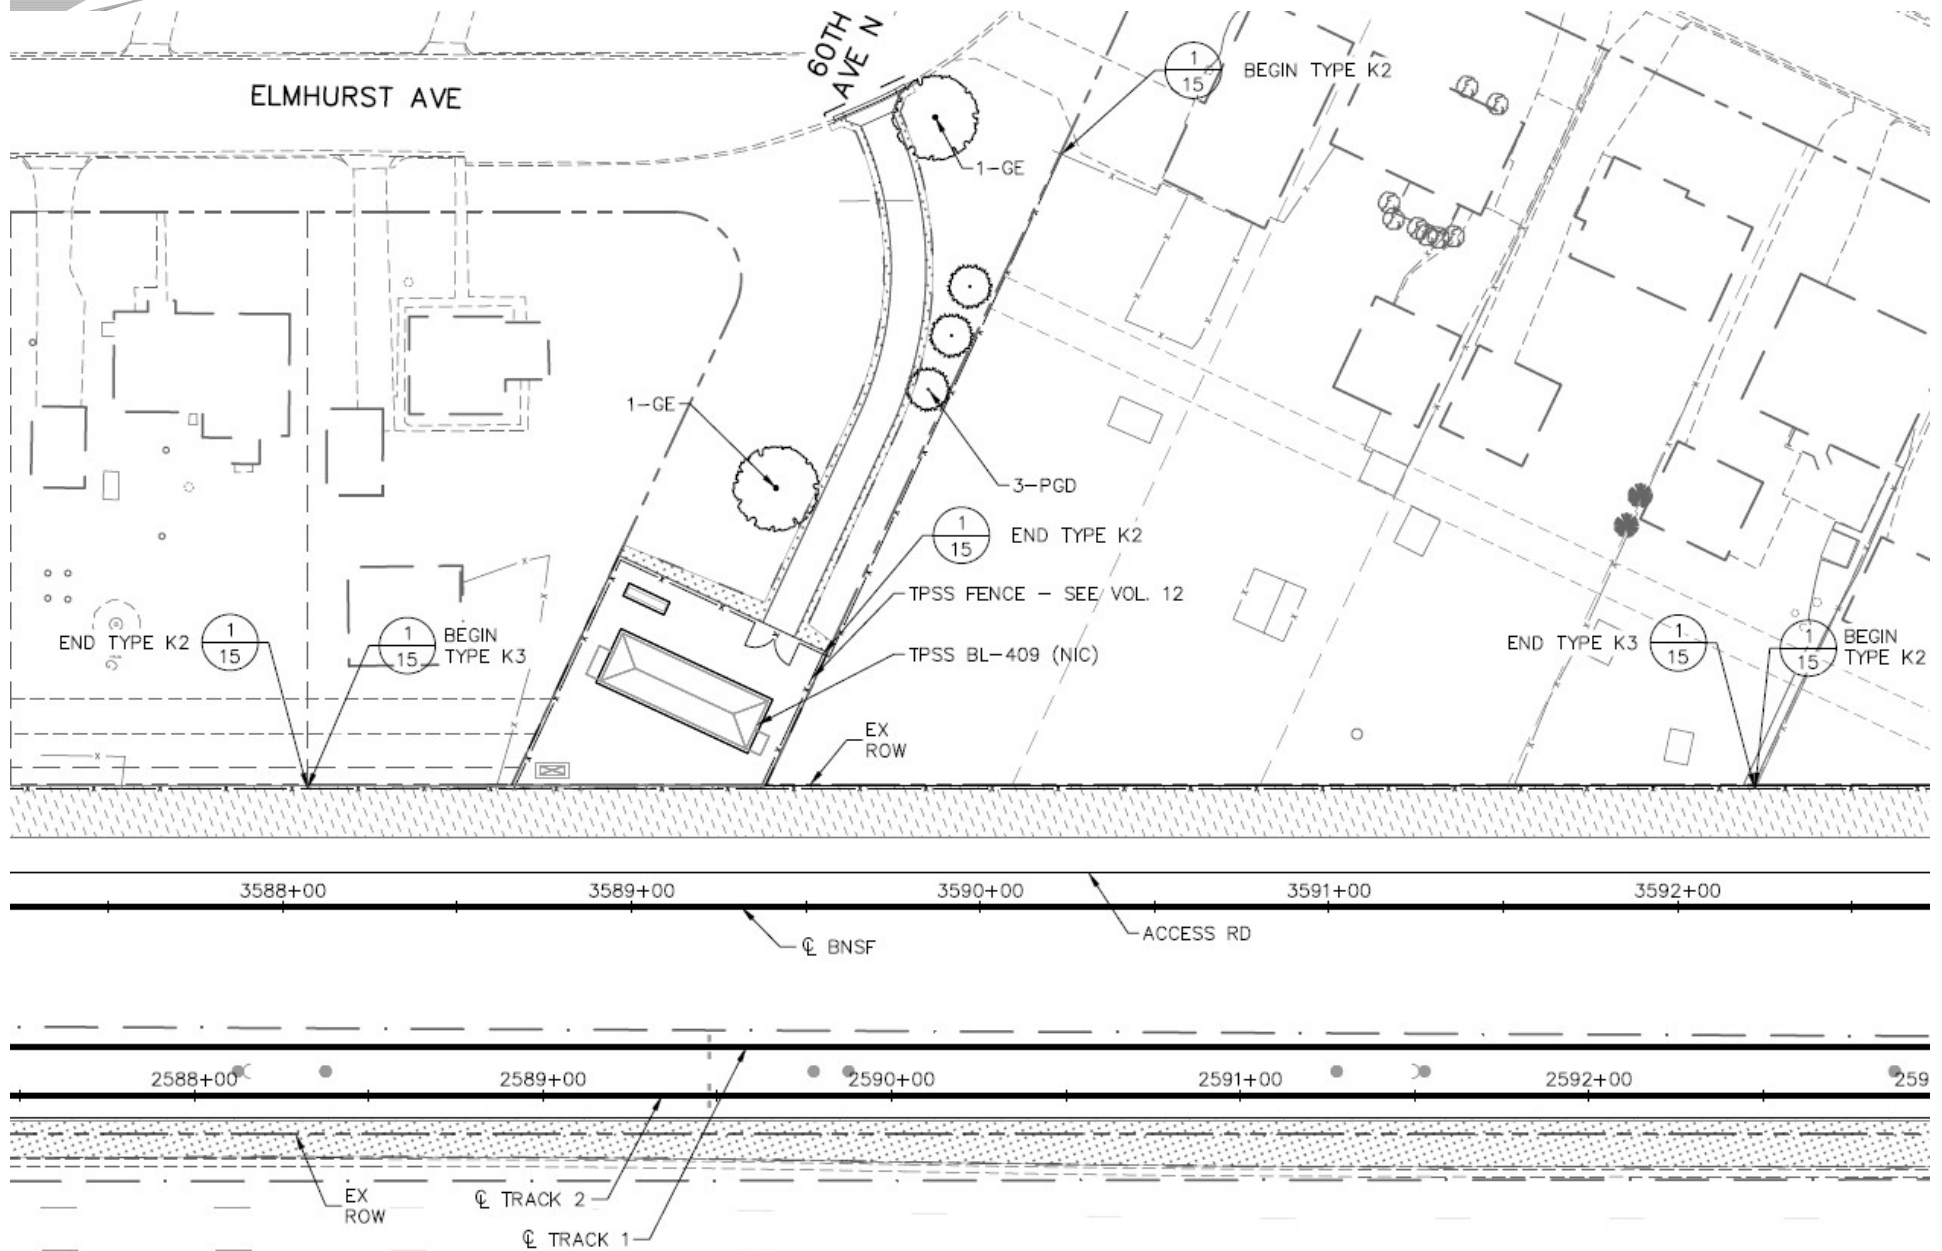 60TH
AVE N
ELMHURST AVE
1
15
BEGIN TYPE K2
1-GE
1-GE
3-PGD
1
15
END TYPE K2
TPSS FENCE - SEE VOL. 12
TPSS BL-409 (NIC)
END TYPE K2
1
15
1
15
BEGIN
TYPE K3
END TYPE K3
1
15
1
15
BEGIN
TYPE K2
EX
ROW
3588+00
3589+00
3590+00
3591+00
3592+00
℄ BNSF
ACCESS RD
2588+00
2589+00
2590+00
2591+00
2592+00
259
EX
ROW
℄ TRACK 2
℄ TRACK 1